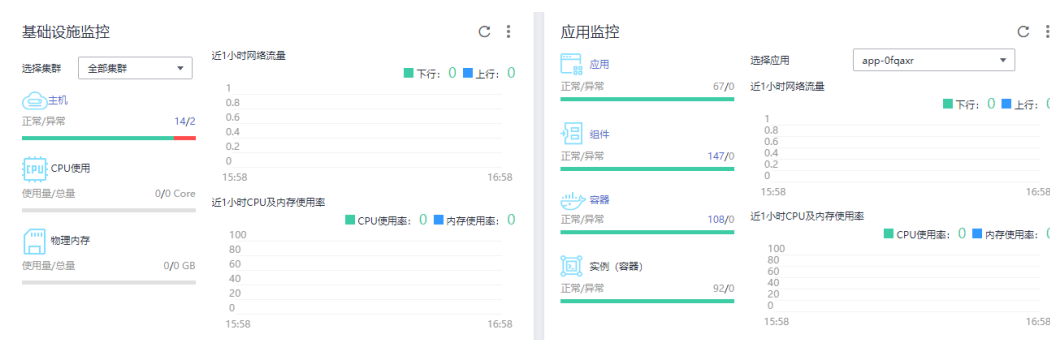 基础设施监控
选择集群 全部集群
主机
正常/异常 14/2
CPU使用
使用量/总量 0/0 Core
物理内存
使用量/总量 0/0 GB
近1小时网络流量
下行: 0 上行: 0
1
0.8
0.6
0.4
0.2
0
15:58 16:58
近1小时CPU及内存使用率
CPU使用率: 0 内存使用率: 0
100
80
60
40
20
0
15:58 16:58
应用监控
应用
正常/异常 67/0
组件
正常/异常 147/0
容器
正常/异常 108/0
实例（容器）
正常/异常 92/0
选择应用 app-0fqaxr
近1小时网络流量
下行: 0 上行: 0
1
0.8
0.6
0.4
0.2
0
15:58 16:58
近1小时CPU及内存使用率
CPU使用率: 0 内存使用率: 0
100
80
60
40
20
0
15:58 16:58